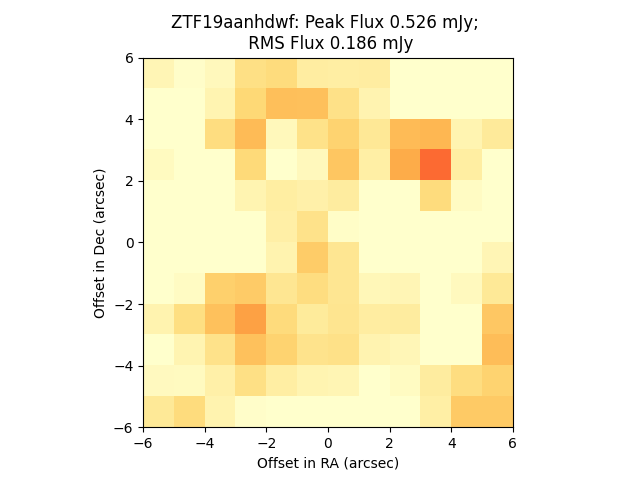 ZTF19aanhdwf: Peak Flux 0.526 mJy;
RMS Flux 0.186 mJy
6
4
2
0
−2
−4
−6
Offset in Dec (arcsec)
−6 −4 −2 0 2 4 6
Offset in RA (arcsec)